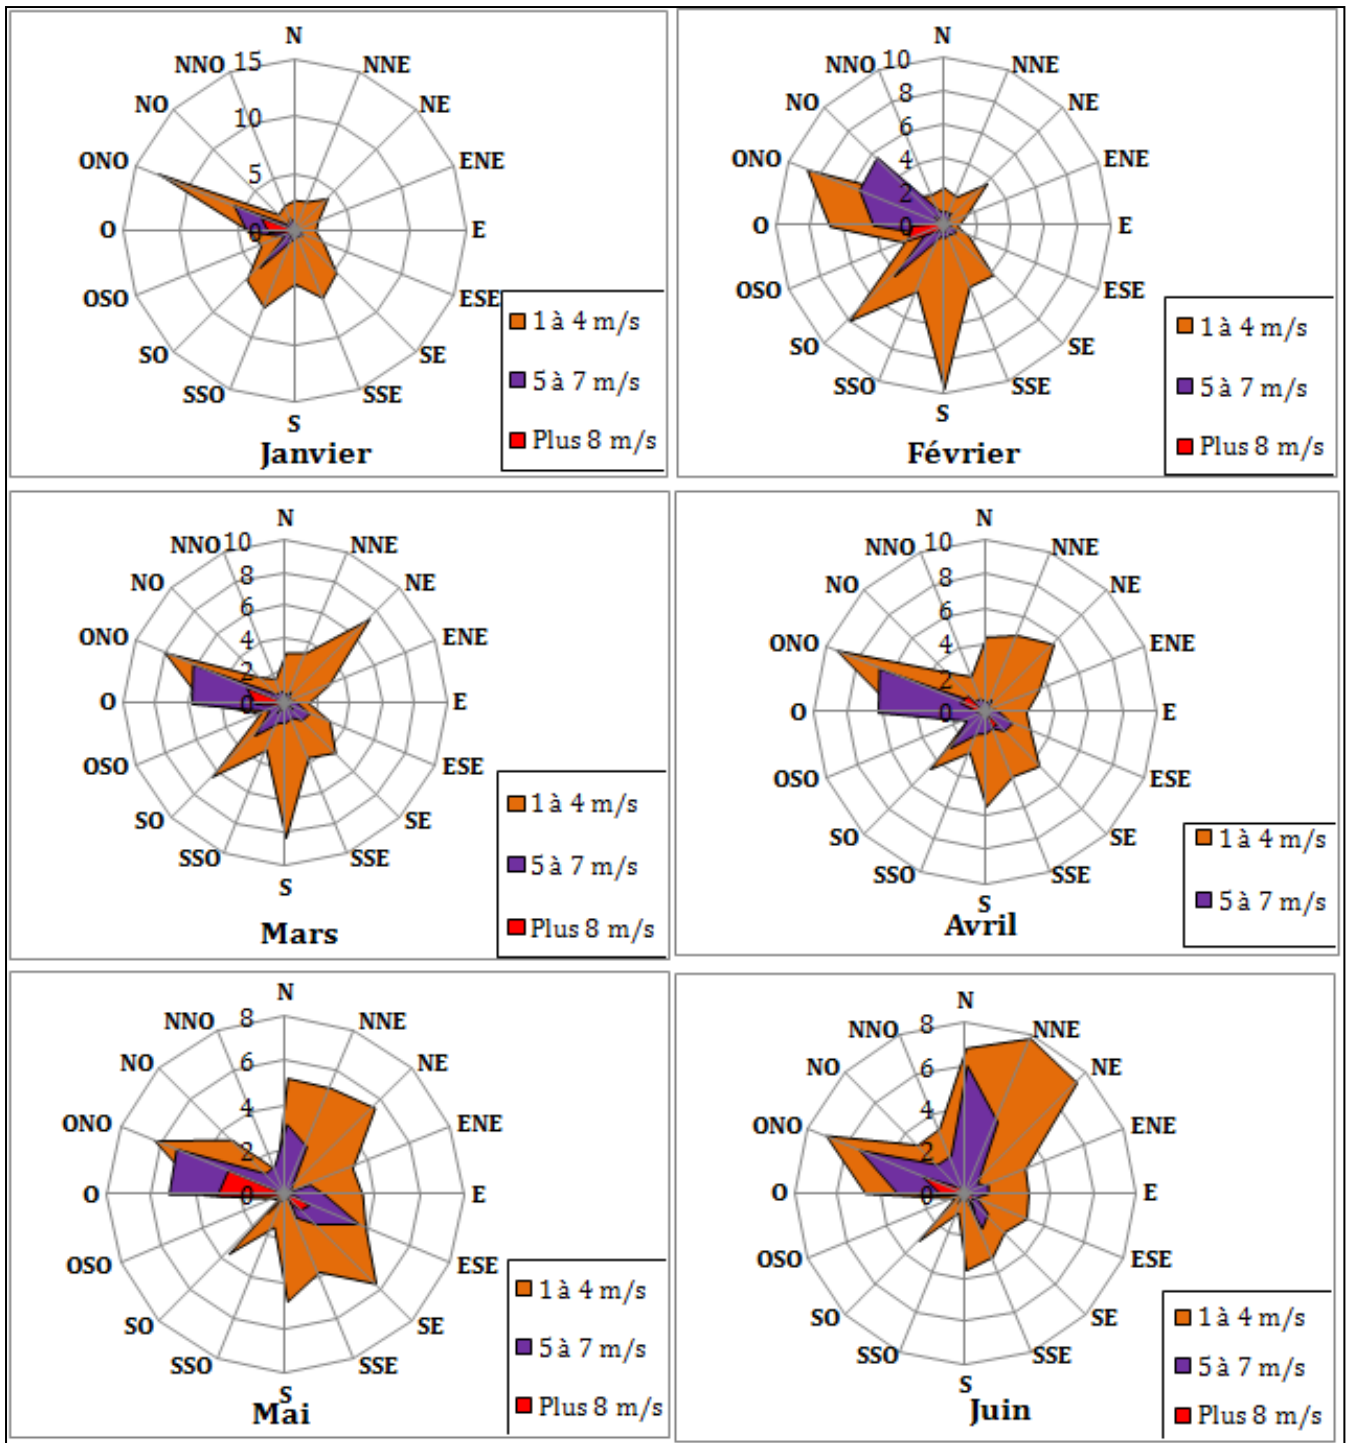 N
NNO 15 NNE
NO NE
10
ONO 5 ENE
O 0 E
OSO ESE
SO SE
SSO SSE
S
Janvier
1 à 4 m/s
5 à 7 m/s
Plus 8 m/s
N
NNO 10 NNE
8
NO NE
6
ONO 4 ENE
2
O 0 E
OSO ESE
SO SE
SSO SSE
S
Février
1 à 4 m/s
5 à 7 m/s
Plus 8 m/s
N
NNO 10 NNE
8
NO NE
6
ONO 4 ENE
2
O 0 E
OSO ESE
SO SE
SSO SSE
S
Mars
1 à 4 m/s
5 à 7 m/s
Plus 8 m/s
N
NNO 10 NNE
8
NO NE
6
ONO 4 ENE
2
O 0 E
OSO ESE
SO SE
SSO SSE
S
Avril
1 à 4 m/s
5 à 7 m/s
N
NNO 8 NNE
NO 6 NE
ONO 4 ENE
2
O 0 E
OSO ESE
SO SE
SSO SSE
S
Mai
1 à 4 m/s
5 à 7 m/s
Plus 8 m/s
N
NNO 8 NNE
NO 6 NE
ONO 4 ENE
2
O 0 E
OSO ESE
SO SE
SSO SSE
S
Juin
1 à 4 m/s
5 à 7 m/s
Plus 8 m/s